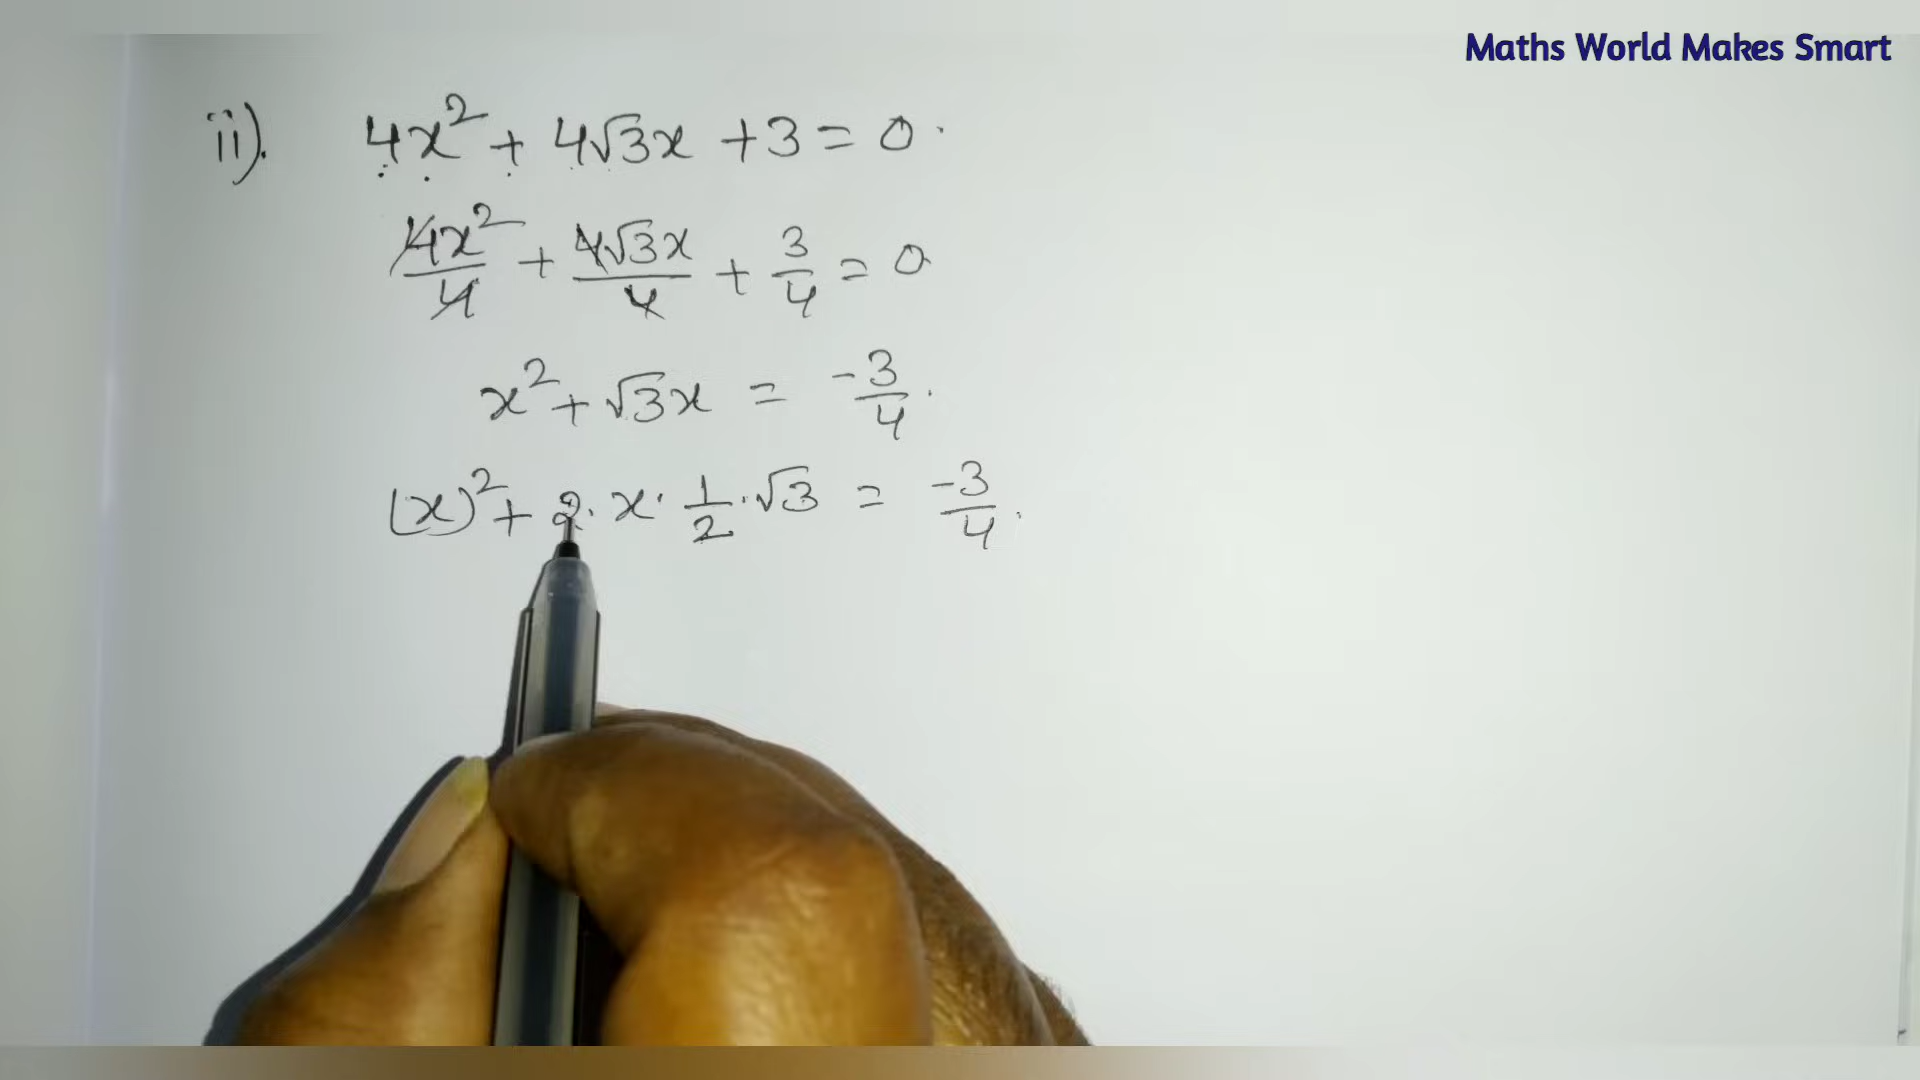 Maths World Makes Smart
ii). 4x² + 4√3x + 3 = 0.
4x²/4 + 4√3x/4 + 3/4 = 0
x² + √3x = -3/4.
(x)² + 2. x. 1/2 . √3 = -3/4.